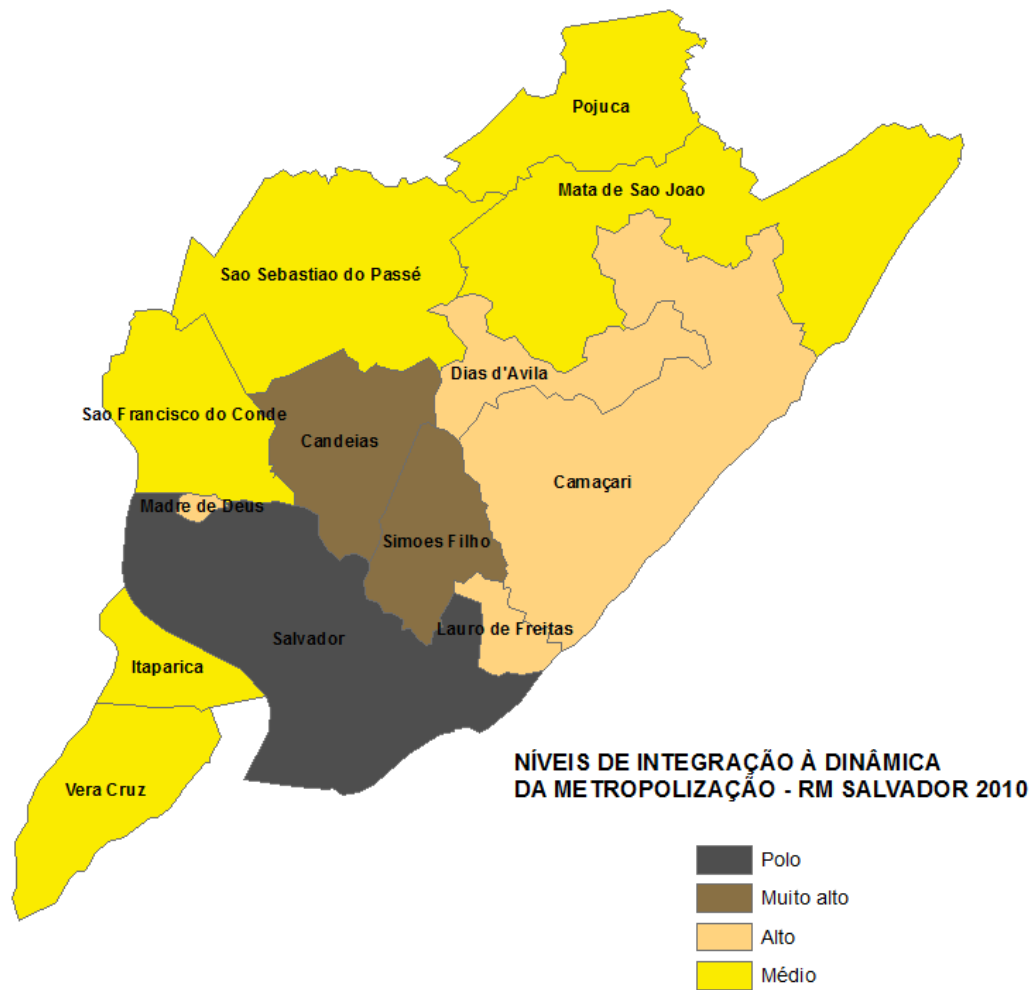 Pojuca
Mata de Sao Joao
Sao Sebastiao do Passé
Dias d'Avila
Sao Francisco do Conde
Candeias
Camaçari
Madre de Deus
Simoes Filho
Lauro de Freitas
Salvador
Itaparica
Vera Cruz
NÍVEIS DE INTEGRAÇÃO À DINÂMICA
DA METROPOLIZAÇÃO - RM SALVADOR 2010
Polo
Muito alto
Alto
Médio